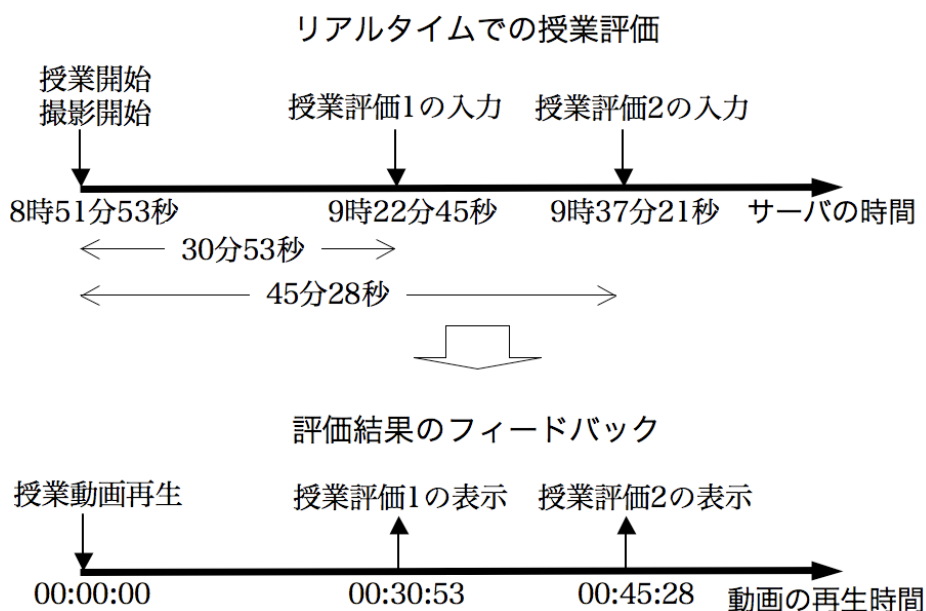 リアルタイムでの授業評価
授業開始
撮影開始
授業評価1の入力
授業評価2の入力
8時51分53秒
9時22分45秒
9時37分21秒
サーバの時間
30分53秒
45分28秒
評価結果のフィードバック
授業動画再生
授業評価1の表示
授業評価2の表示
00:00:00
00:30:53
00:45:28
動画の再生時間